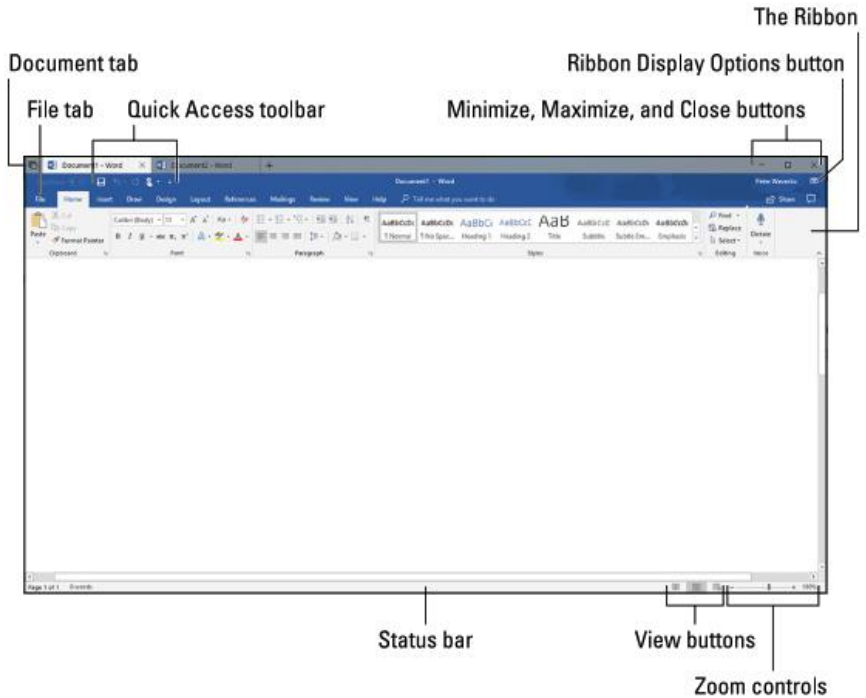 The Ribbon
Document tab
Ribbon Display Options button
File tab
Quick Access toolbar
Minimize, Maximize, and Close buttons
Document1 - Word
Document2 - Word
Document1 - Word
File Home Insert Draw Design Layout References Mailings Review View Help Tell me what you want to do
Share
Cut
Copy
Paste
Format Painter
Calibri (Body)
AaBbCcDc AaBbCcDc AaBbCc AaBbCcC AaB
Normal No Spac... Heading 1 Heading 2 Title Subtitle Subtle Em... Emphasis
Find
Replace
Select
Dictate
Clipboard Font Paragraph Styles Editing Voice
Page 1 of 1 0 words
100%
Status bar
View buttons
Zoom controls